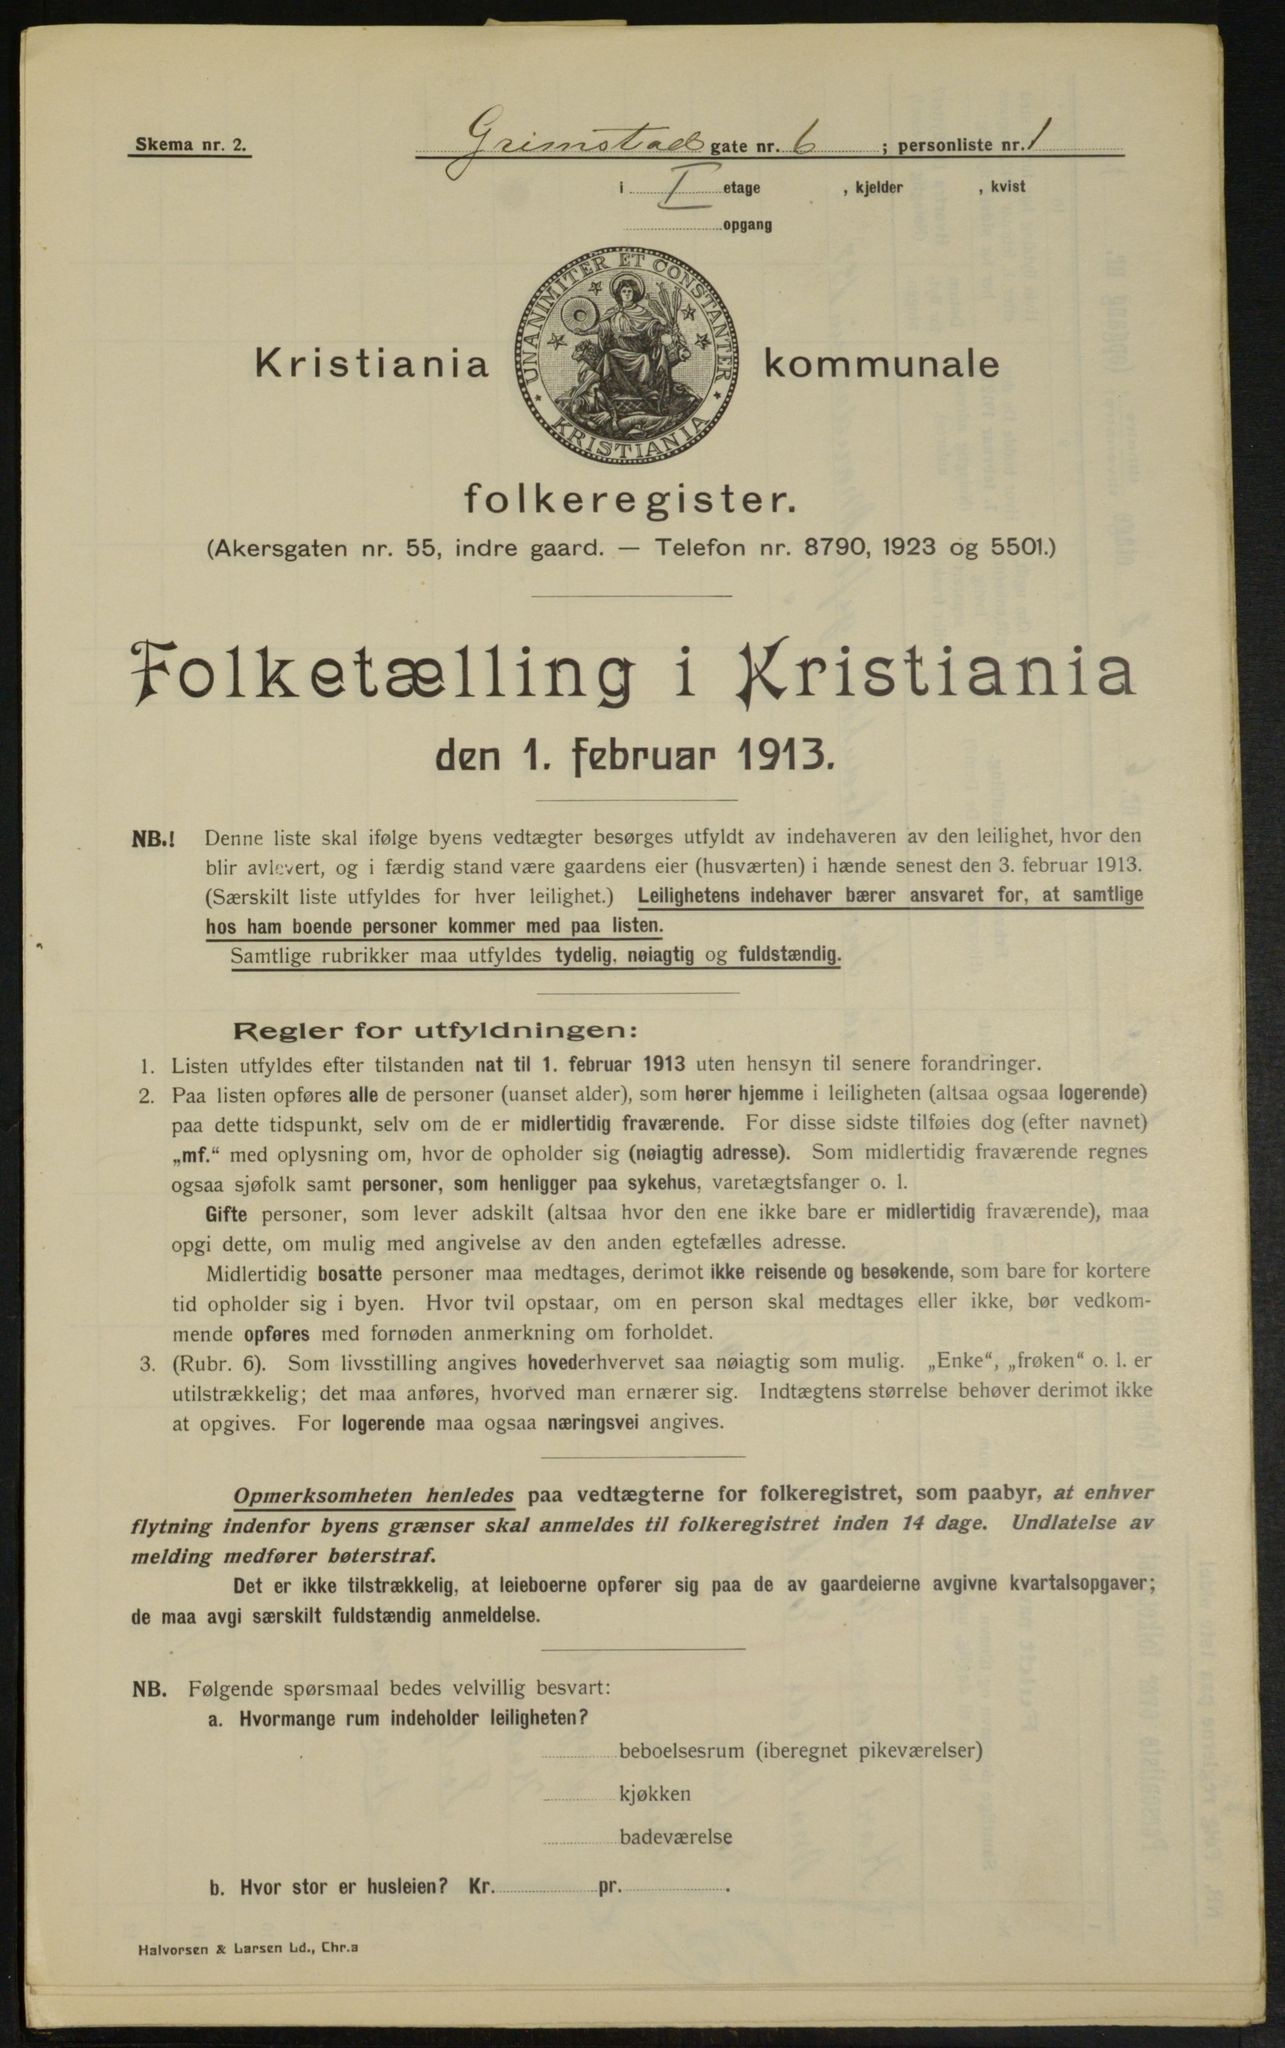 Skema nr. 2.
Grimstads gate nr. 6 ; personliste nr. 1
i I etage , kjelder , kvist
opgang
UNANIMITER ET CONSTANTER
KRISTIANIA
Kristiania kommunale
folkeregister.
(Akersgaten nr. 55, indre gaard. — Telefon nr. 8790, 1923 og 5501.)
Folketælling i Kristiania
den 1. februar 1913.
NB.! Denne liste skal ifølge byens vedtægter besørges utfyldt av indehaveren av den leilighet, hvor den
blir avlevert, og i færdig stand være gaardens eier (husværten) i hænde senest den 3. februar 1913.
(Særskilt liste utfyldes for hver leilighet.) Leilighetens indehaver bærer ansvaret for, at samtlige
hos ham boende personer kommer med paa listen.
Samtlige rubrikker maa utfyldes tydelig, nøiagtig og fuldstændig.
Regler for utfyldningen:
1. Listen utfyldes efter tilstanden nat til 1. februar 1913 uten hensyn til senere forandringer.
2. Paa listen opføres alle de personer (uanset alder), som hører hjemme i leiligheten (altsaa ogsaa logerende)
paa dette tidspunkt, selv om de er midlertidig fraværende. For disse sidste tilføies dog (efter navnet)
„mf.“ med oplysning om, hvor de opholder sig (nøiagtig adresse). Som midlertidig fraværende regnes
ogsaa sjøfolk samt personer, som henligger paa sykehus, varetægtsfanger o. l.
Gifte personer, som lever adskilt (altsaa hvor den ene ikke bare er midlertidig fraværende), maa
opgi dette, om mulig med angivelse av den anden egtefælles adresse.
Midlertidig bosatte personer maa medtages, derimot ikke reisende og besøkende, som bare for kortere
tid opholder sig i byen. Hvor tvil opstaar, om en person skal medtages eller ikke, bør vedkom-
mende opføres med fornøden anmerkning om forholdet.
3. (Rubr. 6). Som livsstilling angives hovederhvervet saa nøiagtig som mulig. „Enke“, „frøken“ o. l. er
utilstrækkelig; det maa anføres, hvorved man ernærer sig. Indtægtens størrelse behøver derimot ikke
at opgives. For logerende maa ogsaa næringsvei angives.
Opmerksomheten henledes paa vedtægterne for folkeregistret, som paabyr, at enhver
flytning indenfor byens grænser skal anmeldes til folkeregistret inden 14 dage. Undlatelse av
melding medfører bøterstraf.
Det er ikke tilstrækkelig, at leieboerne opfører sig paa de av gaardeierne avgivne kvartalsopgaver;
de maa avgi særskilt fuldstændig anmeldelse.
NB. Følgende spørsmaal bedes velvillig besvart:
a. Hvormange rum indeholder leiligheten?
beboelsesrum (iberegnet pikeværelser)
kjøkken
badeværelse
b. Hvor stor er husleien? Kr. pr. .
Halvorsen & Larsen Ld., Chr.a